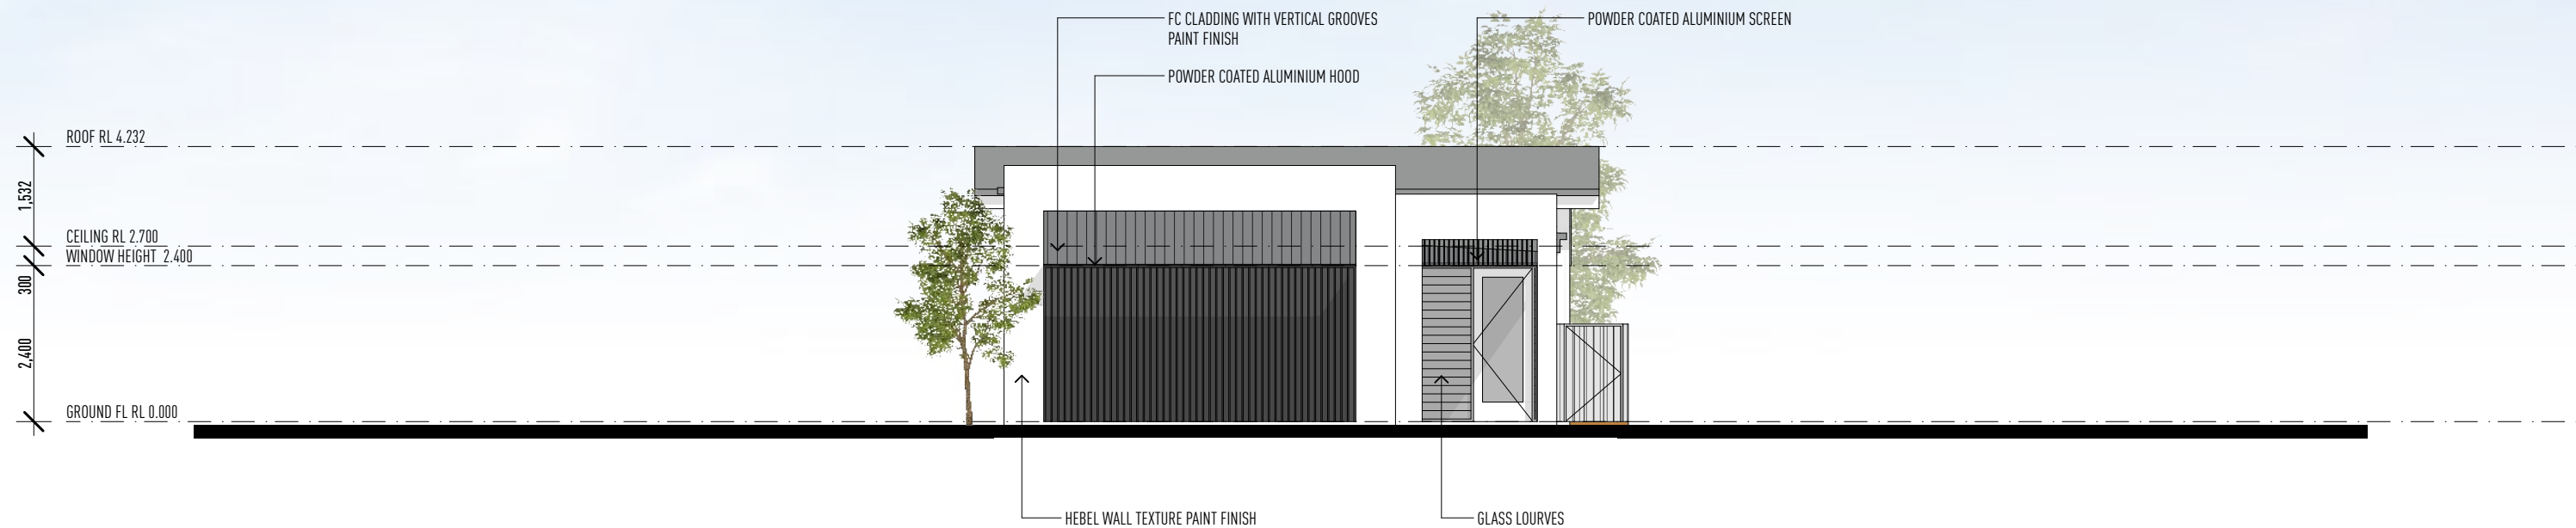 FC CLADDING WITH VERTICAL GROOVES
PAINT FINISH
POWDER COATED ALUMINIUM SCREEN
POWDER COATED ALUMINIUM HOOD
ROOF RL 4.232
1,532
CEILING RL 2.700
WINDOW HEIGHT 2.400
300
2,400
GROUND FL RL 0.000
HEBEL WALL TEXTURE PAINT FINISH
GLASS LOURVES